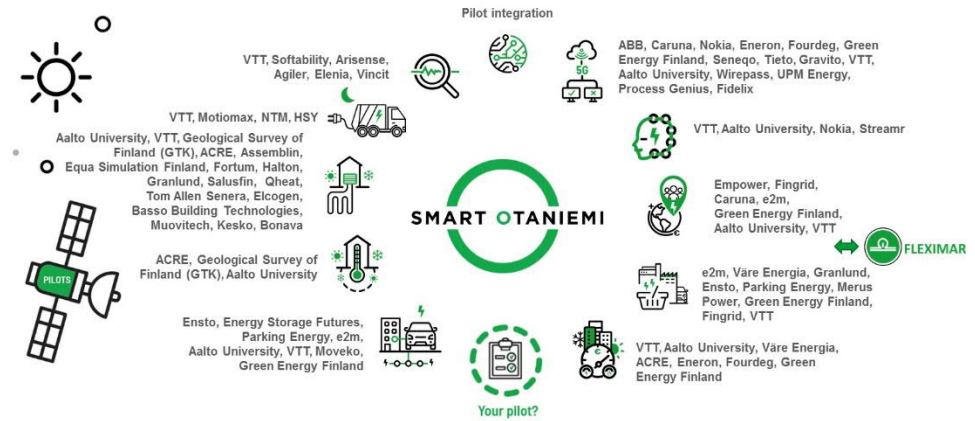 Pilot integration
VTT, Softability, Arisense,
Agiler, Elenia, Vincit
ABB, Caruna, Nokia, Eneron, Fourdeg, Green
Energy Finland, Seneqo, Tieto, Gravito, VTT,
Aalto University, Wirepass, UPM Energy,
Process Genius, Fidelix
5G
VTT, Motiomax, NTM, HSY
VTT, Aalto University, Nokia, Streamr
Aalto University, VTT, Geological Survey of
Finland (GTK), ACRE, Assemblin,
Equa Simulation Finland, Fortum, Halton,
Granlund, Salusfin, Qheat,
Tom Allen Senera, Elcogen,
Basso Building Technologies,
Muovitech, Kesko, Bonava
Empower, Fingrid,
Caruna, e2m,
Green Energy Finland,
Aalto University, VTT
SMART OTANIEMI
FLEXIMAR
PILOTS
ACRE, Geological Survey of
Finland (GTK), Aalto University
e2m, Väre Energia, Granlund,
Ensto, Parking Energy, Merus
Power, Green Energy Finland,
Fingrid, VTT
Ensto, Energy Storage Futures,
Parking Energy, e2m,
Aalto University, VTT, Moveko,
Green Energy Finland
VTT, Aalto University, Väre Energia,
ACRE, Eneron, Fourdeg, Green
Energy Finland
Your pilot?